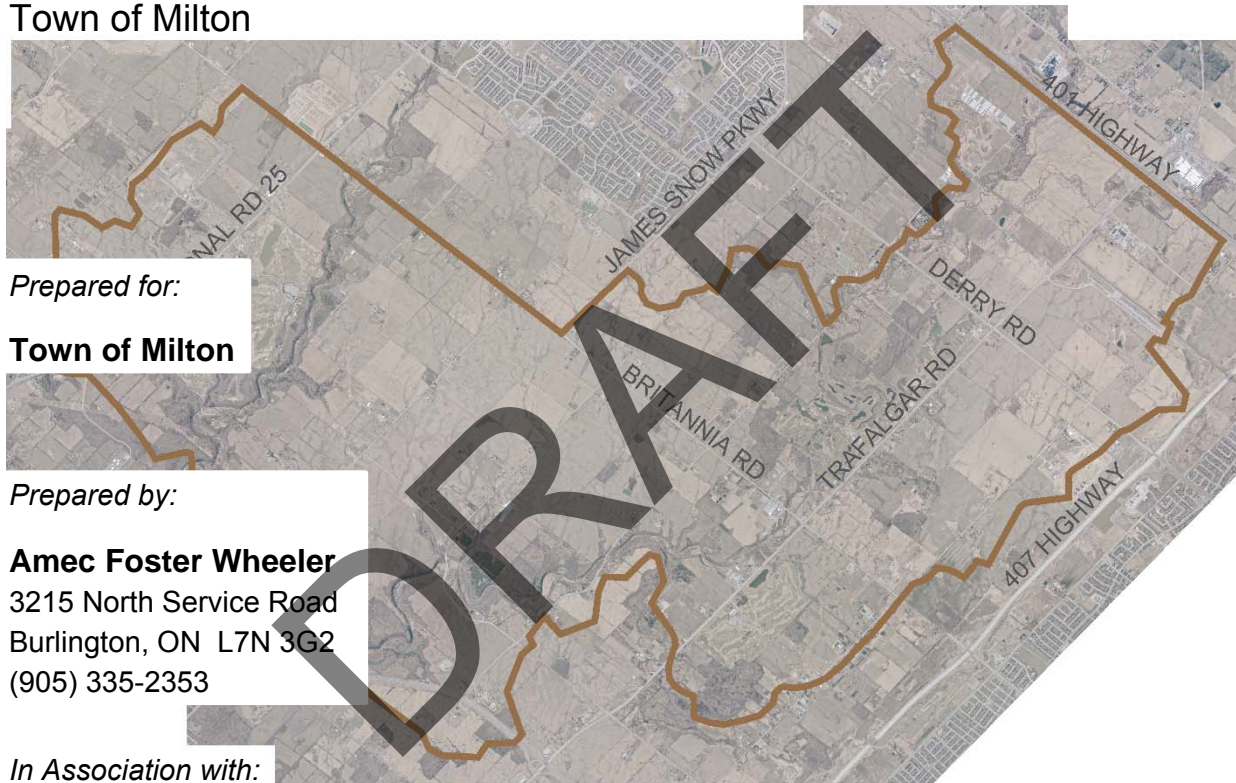 Town of Milton
401 HIGHWAY
JAMES SNOW PKWY
ONAL RD 25
Prepared for:
Town of Milton
DERRY RD
BRITANNIA RD
TRAFALGAR RD
407 HIGHWAY
Prepared by:
Amec Foster Wheeler
3215 North Service Road
Burlington, ON L7N 3G2
(905) 335-2353
In Association with:
DRAFT